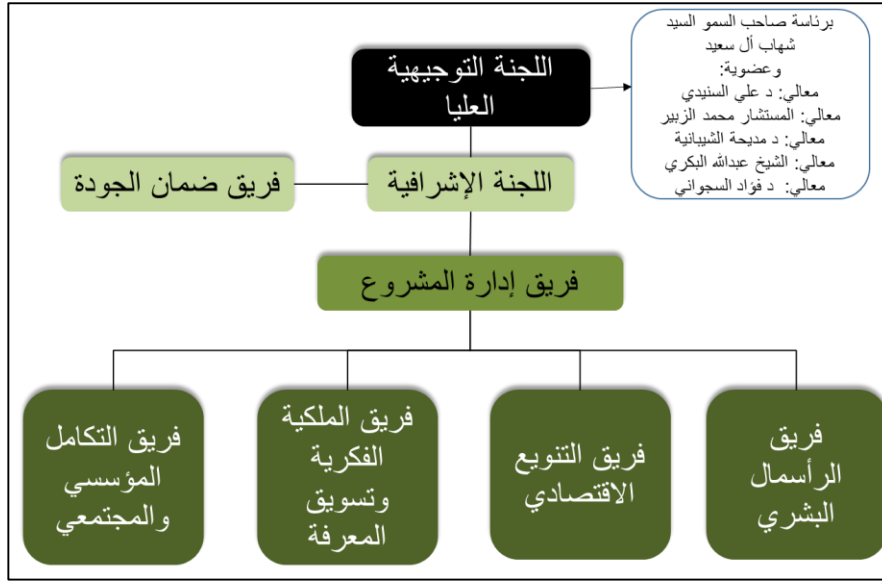 اللجنة التوجيهية
العليا
برئاسة صاحب السمو السيد
شهاب أل سعيد
وعضوية:
معالي: د علي السنيدي
معالي: المستشار محمد الزبير
معالي: د مديحة الشيبانية
معالي: الشيخ عبدالله البكري
معالي: د فؤاد السجواني
اللجنة الإشرافية
فريق ضمان الجودة
فريق إدارة المشروع
فريق
الرأسمال
البشري
فريق التنويع
الاقتصادي
فريق الملكية
الفكرية
وتسويق
المعرفة
فريق التكامل
المؤسسي
والمجتمعي